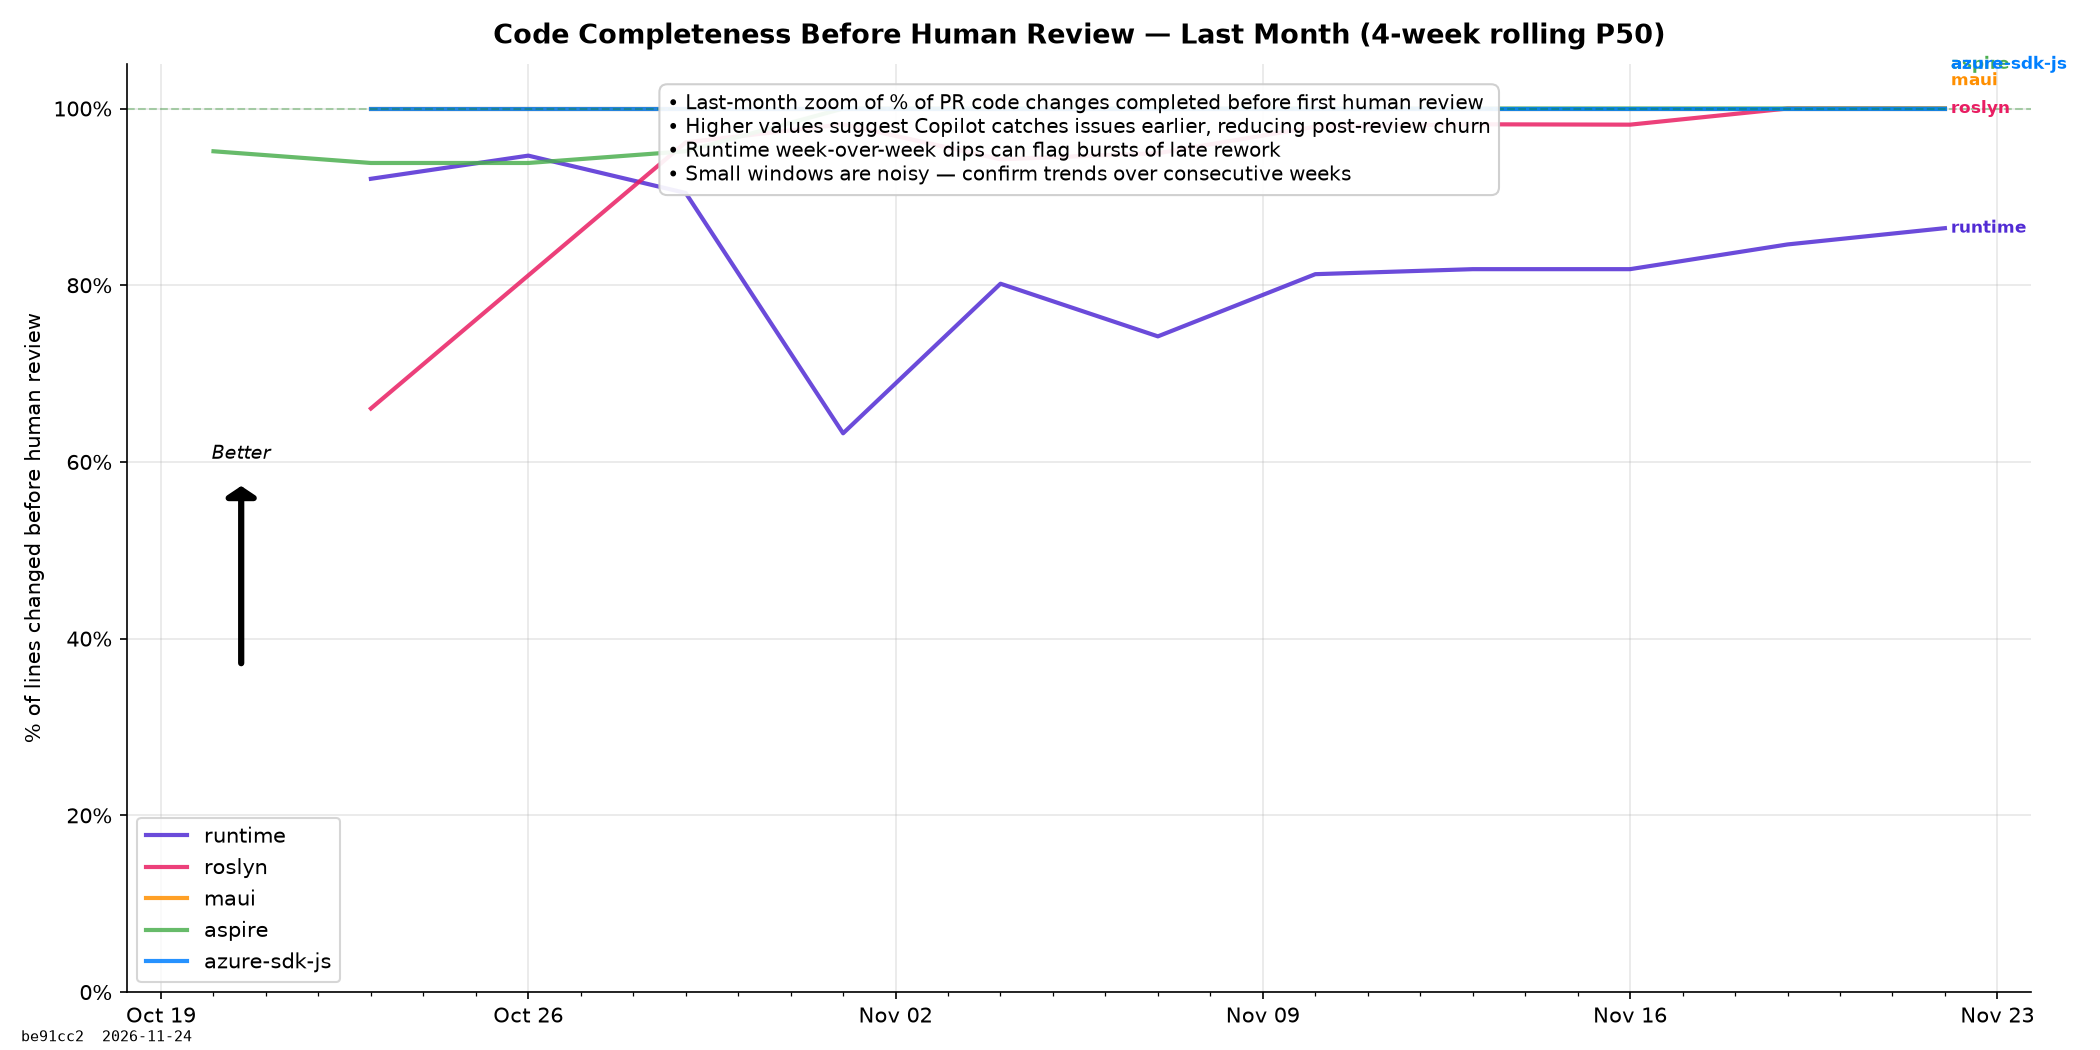 Code Completeness Before Human Review — Last Month (4-week rolling P50)
• Last-month zoom of % of PR code changes completed before first human review
• Higher values suggest Copilot catches issues earlier, reducing post-review churn
• Runtime week-over-week dips can flag bursts of late rework
• Small windows are noisy — confirm trends over consecutive weeks
aspire
azure-sdk-js
maui
roslyn
runtime
% of lines changed before human review
100%
80%
60%
40%
20%
0%
Better
runtime
roslyn
maui
aspire
azure-sdk-js
Oct 19
Oct 26
Nov 02
Nov 09
Nov 16
Nov 23
be91cc2 2026-11-24